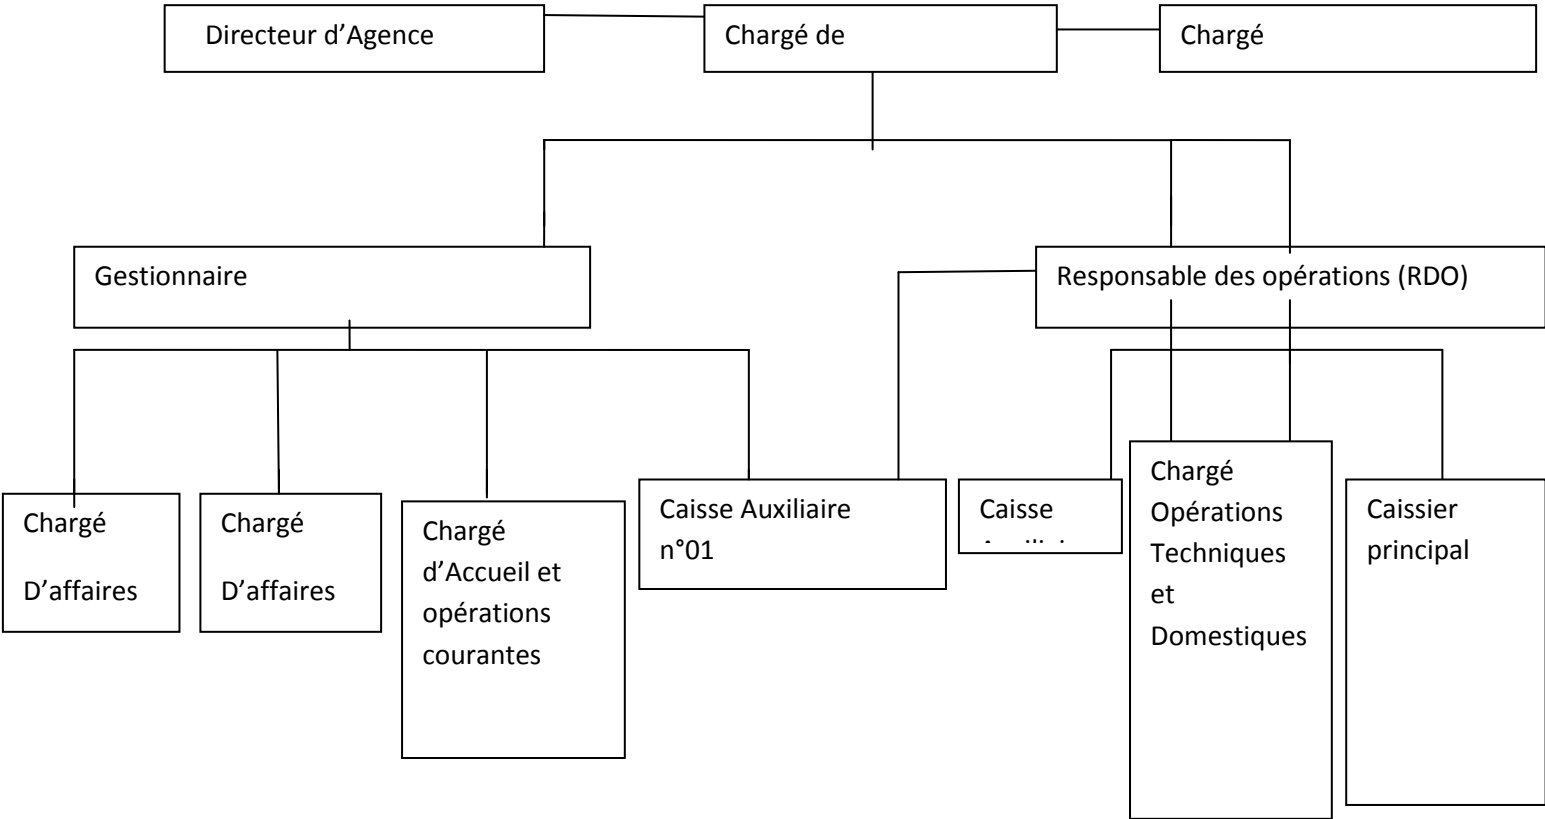 Directeur d’Agence
Chargé de
Chargé
Gestionnaire
Responsable des opérations (RDO)
Chargé
D’affaires
Chargé
D’affaires
Chargé
d’Accueil et
opérations
courantes
Caisse Auxiliaire
n°01
Caisse
Chargé
Opérations
Techniques
et
Domestiques
Caissier
principal